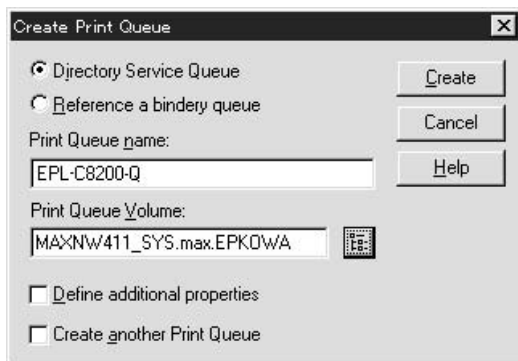 Create Print Queue
Directory Service Queue
Reference a bindery queue
Print Queue name:
EPL-C8200-Q
Print Queue Volume:
MAXNW411_SYS.max.EPKOWA
Define additional properties
Create another Print Queue
Create
Cancel
Help